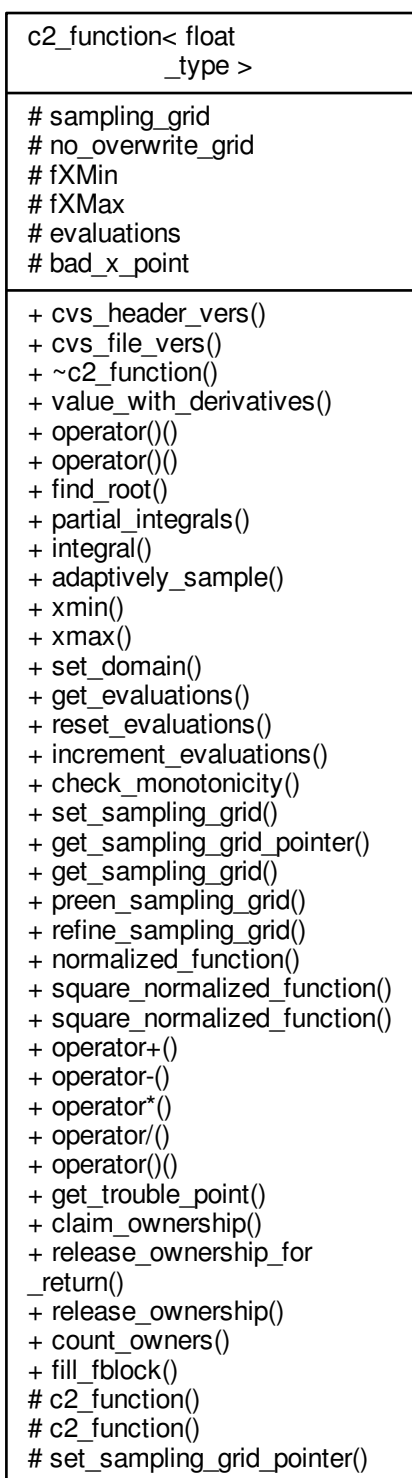 c2_function< float
_type >
# sampling_grid
# no_overwrite_grid
# fXMin
# fXMax
# evaluations
# bad_x_point
+ cvs_header_vers()
+ cvs_file_vers()
+ ~c2_function()
+ value_with_derivatives()
+ operator()()
+ operator()()
+ find_root()
+ partial_integrals()
+ integral()
+ adaptively_sample()
+ xmin()
+ xmax()
+ set_domain()
+ get_evaluations()
+ reset_evaluations()
+ increment_evaluations()
+ check_monotonicity()
+ set_sampling_grid()
+ get_sampling_grid_pointer()
+ get_sampling_grid()
+ preen_sampling_grid()
+ refine_sampling_grid()
+ normalized_function()
+ square_normalized_function()
+ square_normalized_function()
+ operator+()
+ operator-()
+ operator*()
+ operator/()
+ operator()()
+ get_trouble_point()
+ claim_ownership()
+ release_ownership_for
_return()
+ release_ownership()
+ count_owners()
+ fill_fblock()
# c2_function()
# c2_function()
# set_sampling_grid_pointer()